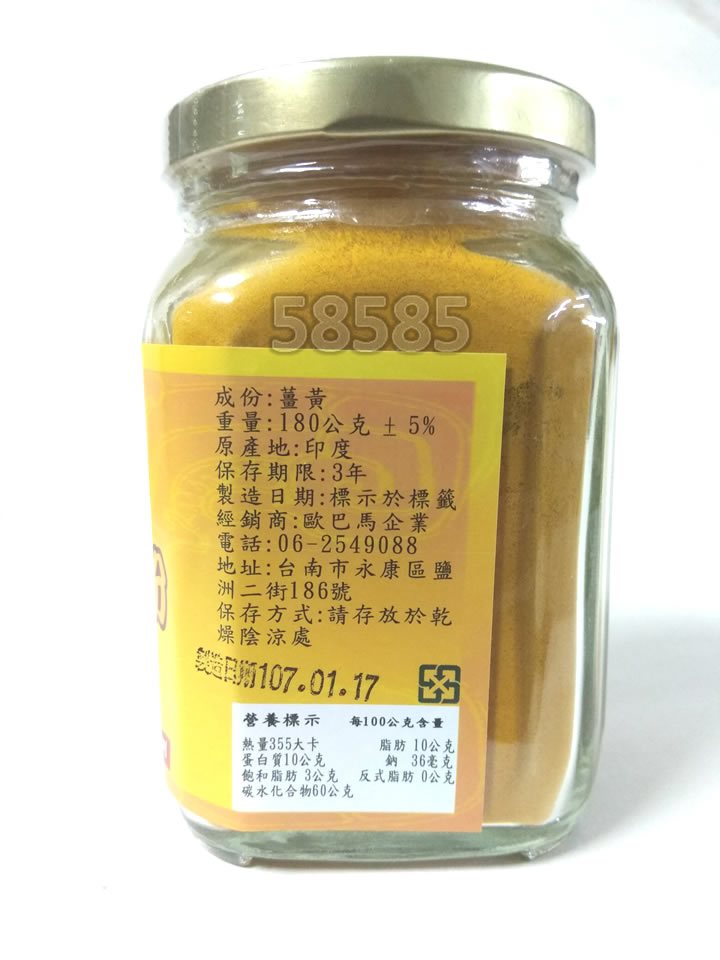 58585
成份:薑黃
重量:180公克 ± 5%
原產地:印度
保存期限:3年
製造日期:標示於標籤
經銷商:歐巴馬企業
電話:06-2549088
地址:台南市永康區鹽
洲二街186號
保存方式:請存放於乾
燥陰涼處
製造日期107.01.17
營養標示 每100公克含量
熱量355大卡 脂肪 10公克
蛋白質10公克 鈉 36毫克
飽和脂肪 3公克 反式脂肪 0公克
碳水化合物60公克